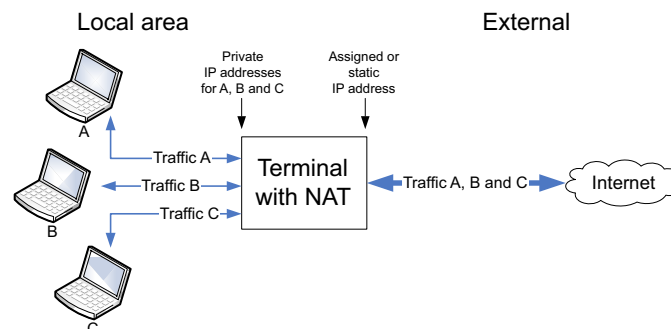 Local area
External
Private
IP addresses
for A, B and C
Assigned or
static
IP address
A
Traffic A
B
Traffic B
Traffic C
C
Terminal
with NAT
Traffic A, B and C
Internet